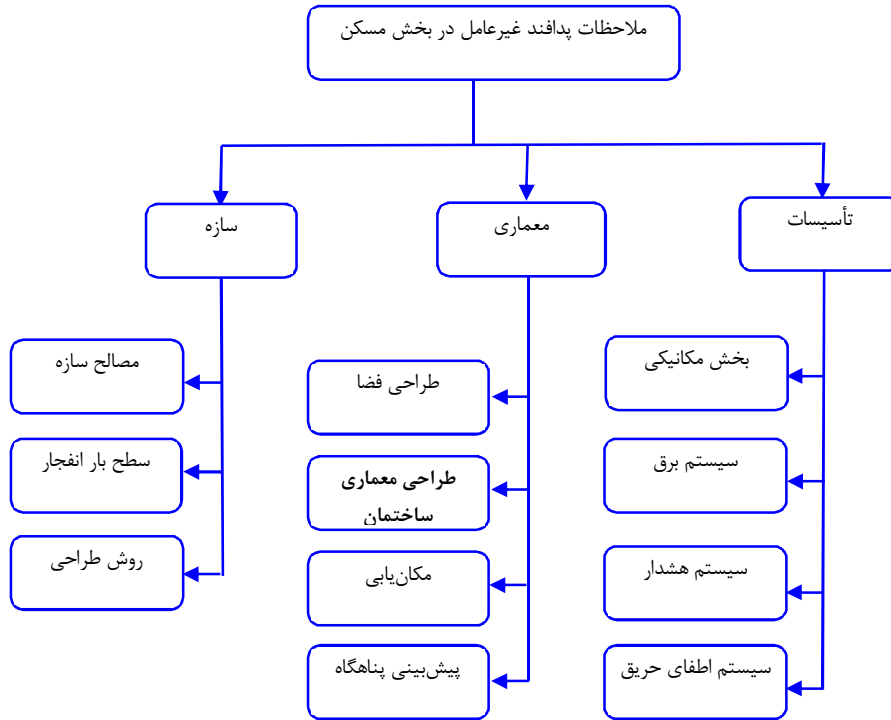 ملاحظات پدافند غیرعامل در بخش مسکن
تأسیسات
معماری
سازه
بخش مکانیکی
سیستم برق
سیستم هشدار
سیستم اطفای حریق
طراحی فضا
طراحی معماری
ساختمان
مکان‌یابی
پیش‌بینی پناهگاه
مصالح سازه
سطح بار انفجار
روش طراحی